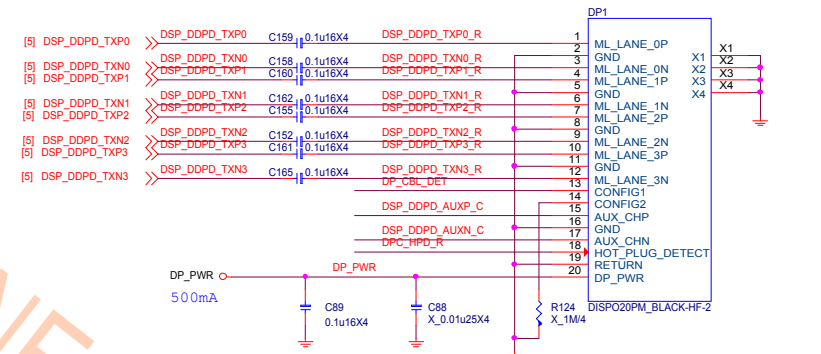 DP1
[5] DSP_DDPD_TXP0 DSP_DDPD_TXP0 C159 0.1u16X4 DSP_DDPD_TXP0_R 1 ML_LANE_0P
2 GND X1 X1
[5] DSP_DDPD_TXN0 DSP_DDPD_TXN0 C158 0.1u16X4 DSP_DDPD_TXN0_R 3 ML_LANE_0N X2 X2
[5] DSP_DDPD_TXP1 DSP_DDPD_TXP1 C160 0.1u16X4 DSP_DDPD_TXP1_R 4 ML_LANE_1P X3 X3
5 GND X4 X4
[5] DSP_DDPD_TXN1 DSP_DDPD_TXN1 C162 0.1u16X4 DSP_DDPD_TXN1_R 6 ML_LANE_1N
[5] DSP_DDPD_TXP2 DSP_DDPD_TXP2 C155 0.1u16X4 DSP_DDPD_TXP2_R 7 ML_LANE_2P
8 GND
[5] DSP_DDPD_TXN2 DSP_DDPD_TXN2 C152 0.1u16X4 DSP_DDPD_TXN2_R 9 ML_LANE_2N
[5] DSP_DDPD_TXP3 DSP_DDPD_TXP3 C161 0.1u16X4 DSP_DDPD_TXP3_R 10 ML_LANE_3P
11 GND
[5] DSP_DDPD_TXN3 DSP_DDPD_TXN3 C165 0.1u16X4 DSP_DDPD_TXN3_R 12 ML_LANE_3N
DP_CBL_DET 13 CONFIG1
14 CONFIG2
DSP_DDPD_AUXP_C 15 AUX_CHP
16 GND
DSP_DDPD_AUXN_C 17 AUX_CHN
DPC_HPD_R 18 HOT_PLUG_DETECT
19 RETURN
DP_PWR DP_PWR 20 DP_PWR
500mA
C89 C88 R124 DISPO20PM_BLACK-HF-2
0.1u16X4 X_0.01u25X4 X_1M/4